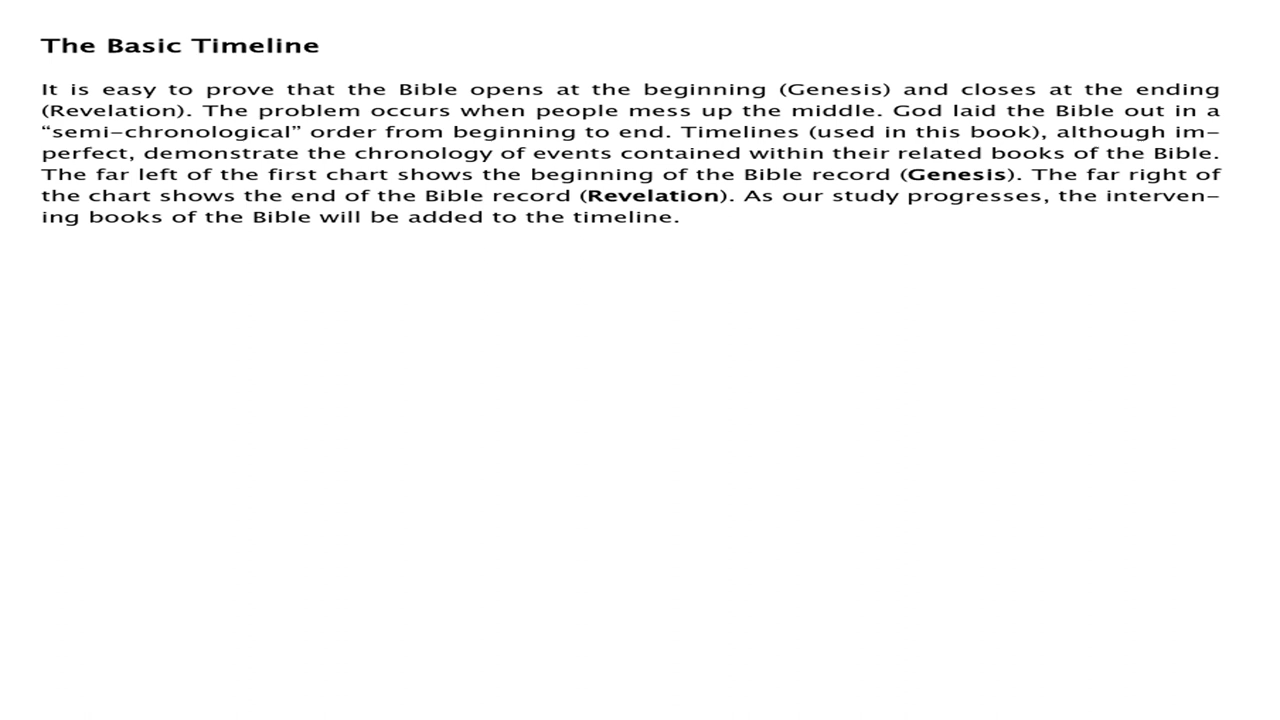 The Basic Timeline
It is easy to prove that the Bible opens at the beginning (Genesis) and closes at the ending
(Revelation). The problem occurs when people mess up the middle. God laid the Bible out in a
“semi-chronological” order from beginning to end. Timelines (used in this book), although im-
perfect, demonstrate the chronology of events contained within their related books of the Bible.
The far left of the first chart shows the beginning of the Bible record (Genesis). The far right of
the chart shows the end of the Bible record (Revelation). As our study progresses, the interven-
ing books of the Bible will be added to the timeline.